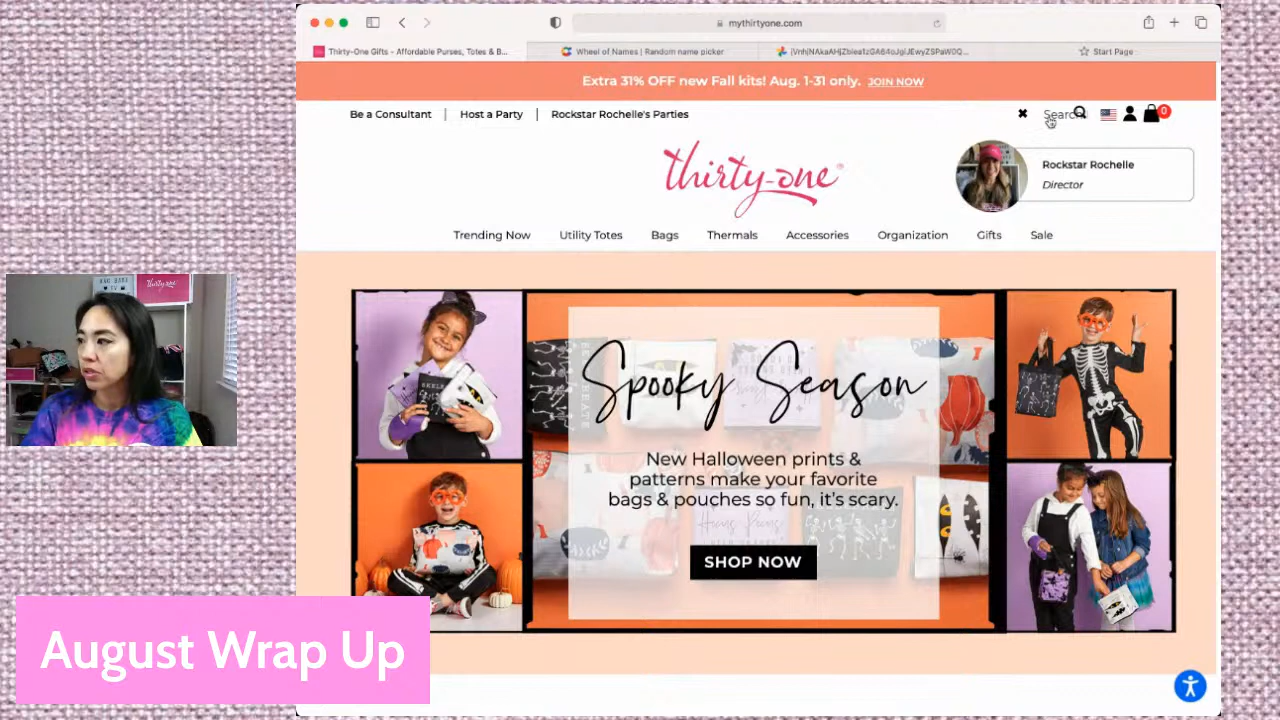 mythirtyone.com
Thirty-One Gifts – Affordable Purses, Totes & B...
Wheel of Names | Random name picker
Start Page
Extra 31% OFF new Fall kits! Aug. 1-31 only. JOIN NOW
Be a Consultant | Host a Party | Rockstar Rochelle's Parties
Search
0
thirty-one®
Rockstar Rochelle
Director
Trending Now
Utility Totes
Bags
Thermals
Accessories
Organization
Gifts
Sale
Spooky Season
New Halloween prints &
patterns make your favorite
bags & pouches so fun, it's scary.
SHOP NOW
thirty-one
August Wrap Up